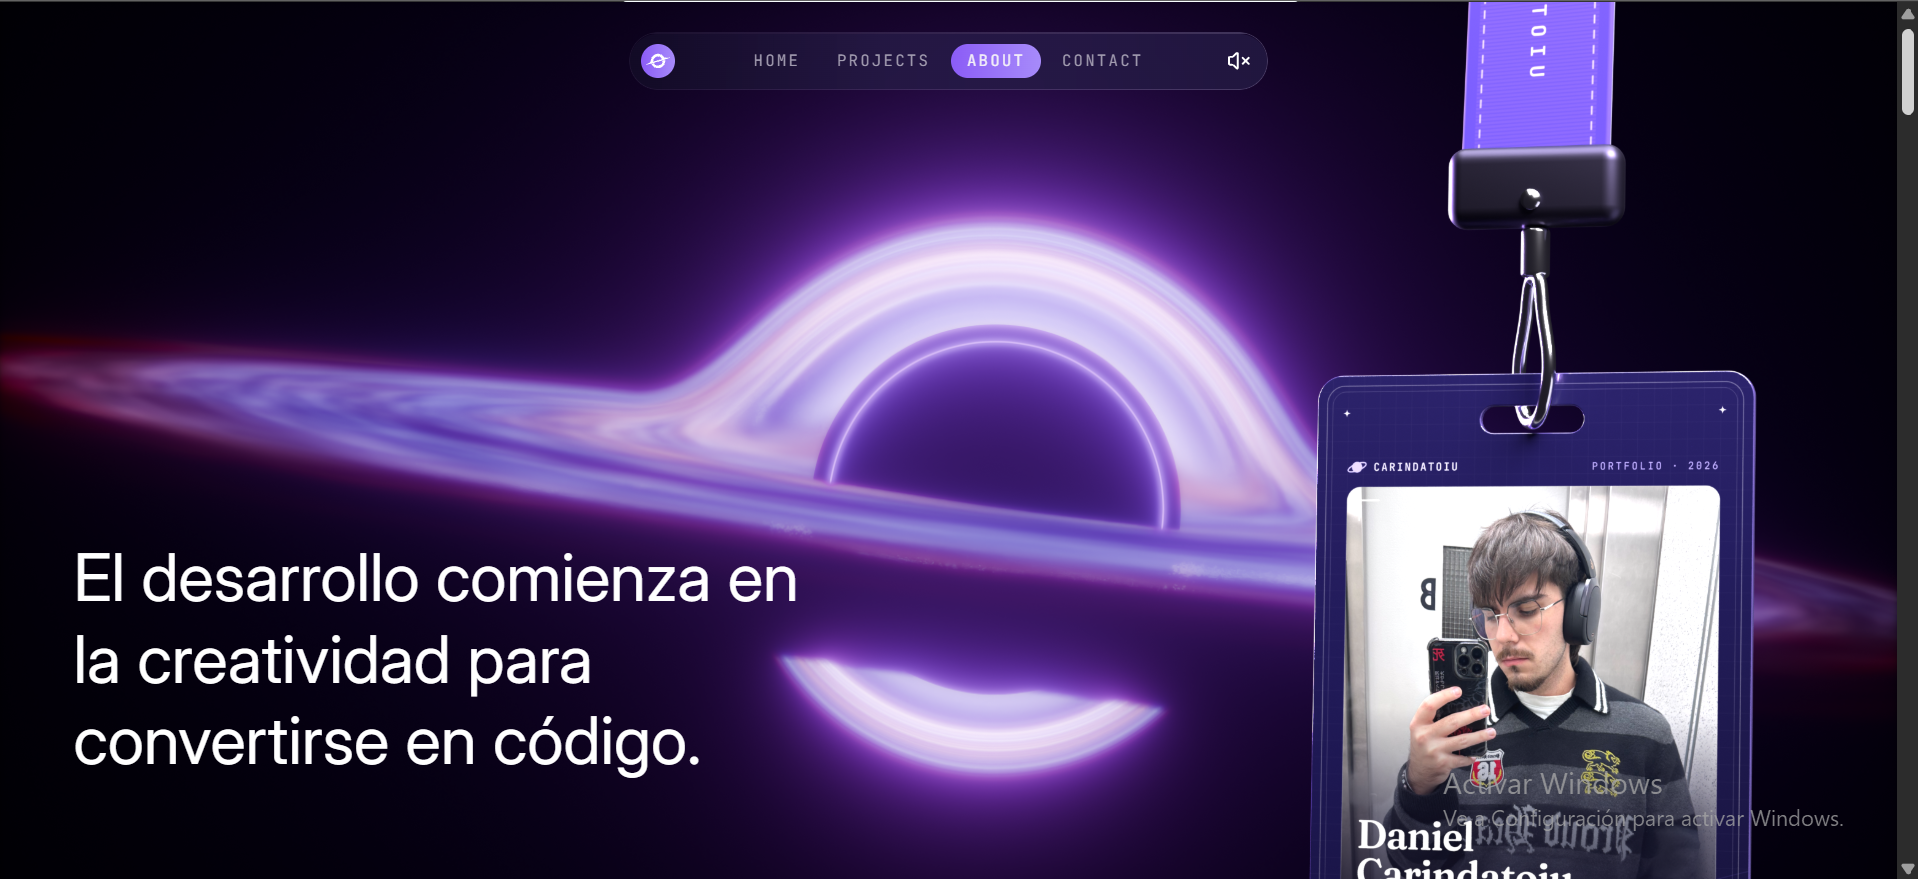 HOME PROJECTS ABOUT CONTACT
TOIU
CARINDATOIU PORTFOLIO · 2026
B
El desarrollo comienza en
la creatividad para
convertirse en código.
Activar Windows
Ve a Configuración para activar Windows.
Daniel
Carindatoiu